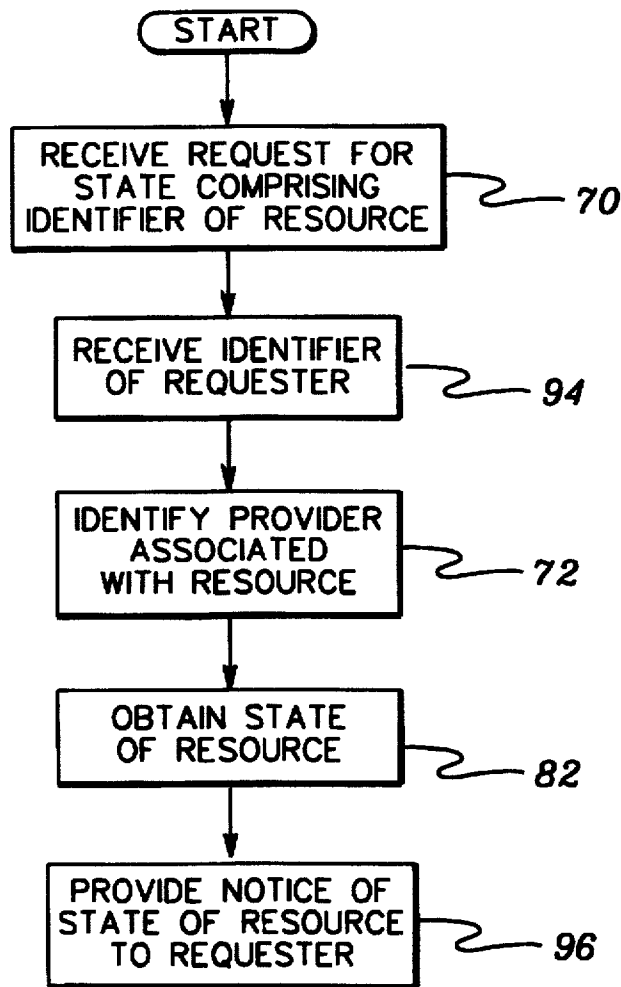 START
RECEIVE REQUEST FOR
STATE COMPRISING
IDENTIFIER OF RESOURCE
70
RECEIVE IDENTIFIER
OF REQUESTER
94
IDENTIFY PROVIDER
ASSOCIATED
WITH RESOURCE
72
OBTAIN STATE
OF RESOURCE
82
PROVIDE NOTICE OF
STATE OF RESOURCE
TO REQUESTER
96